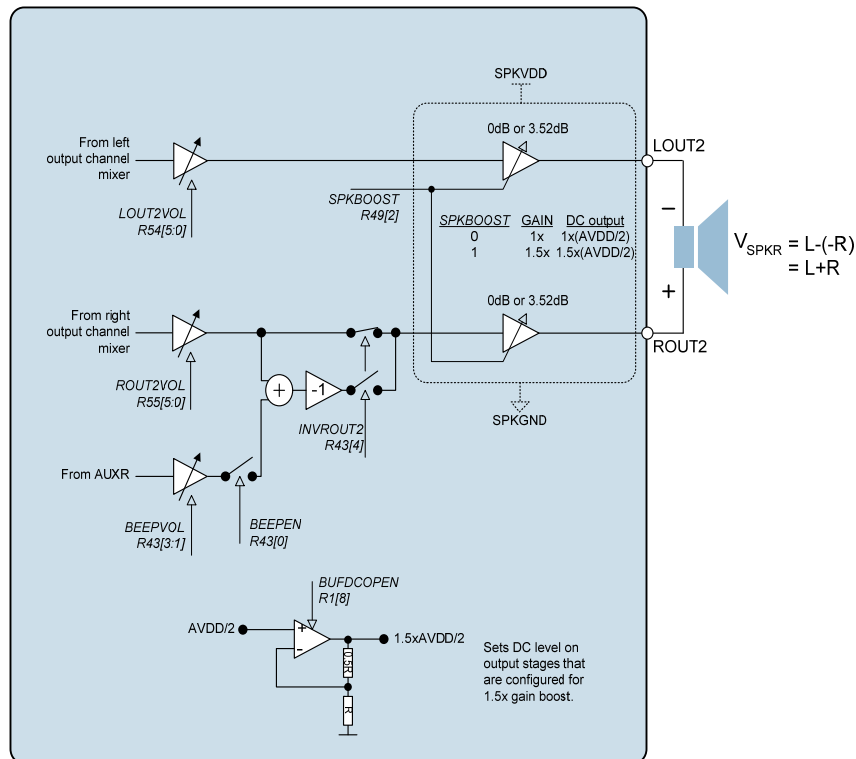 SPKVDD
0dB or 3.52dB
From left
output channel
mixer
LOUT2
LOUT2VOL
R54[5:0]
SPKBOOST
R49[2]
SPKBOOST GAIN DC output
0 1x 1x(AVDD/2)
1 1.5x 1.5x(AVDD/2)
−
VSPKR = L-(-R)
= L+R
+
0dB or 3.52dB
From right
output channel
mixer
ROUT2
ROUT2VOL
R55[5:0]
+
-1
INVROUT2
R43[4]
SPKGND
From AUXR
BEEPVOL
R43[3:1]
BEEPEN
R43[0]
BUFDCOPEN
R1[8]
AVDD/2
+
-
1.5xAVDD/2
0.5R
R
Sets DC level on
output stages that
are configured for
1.5x gain boost.